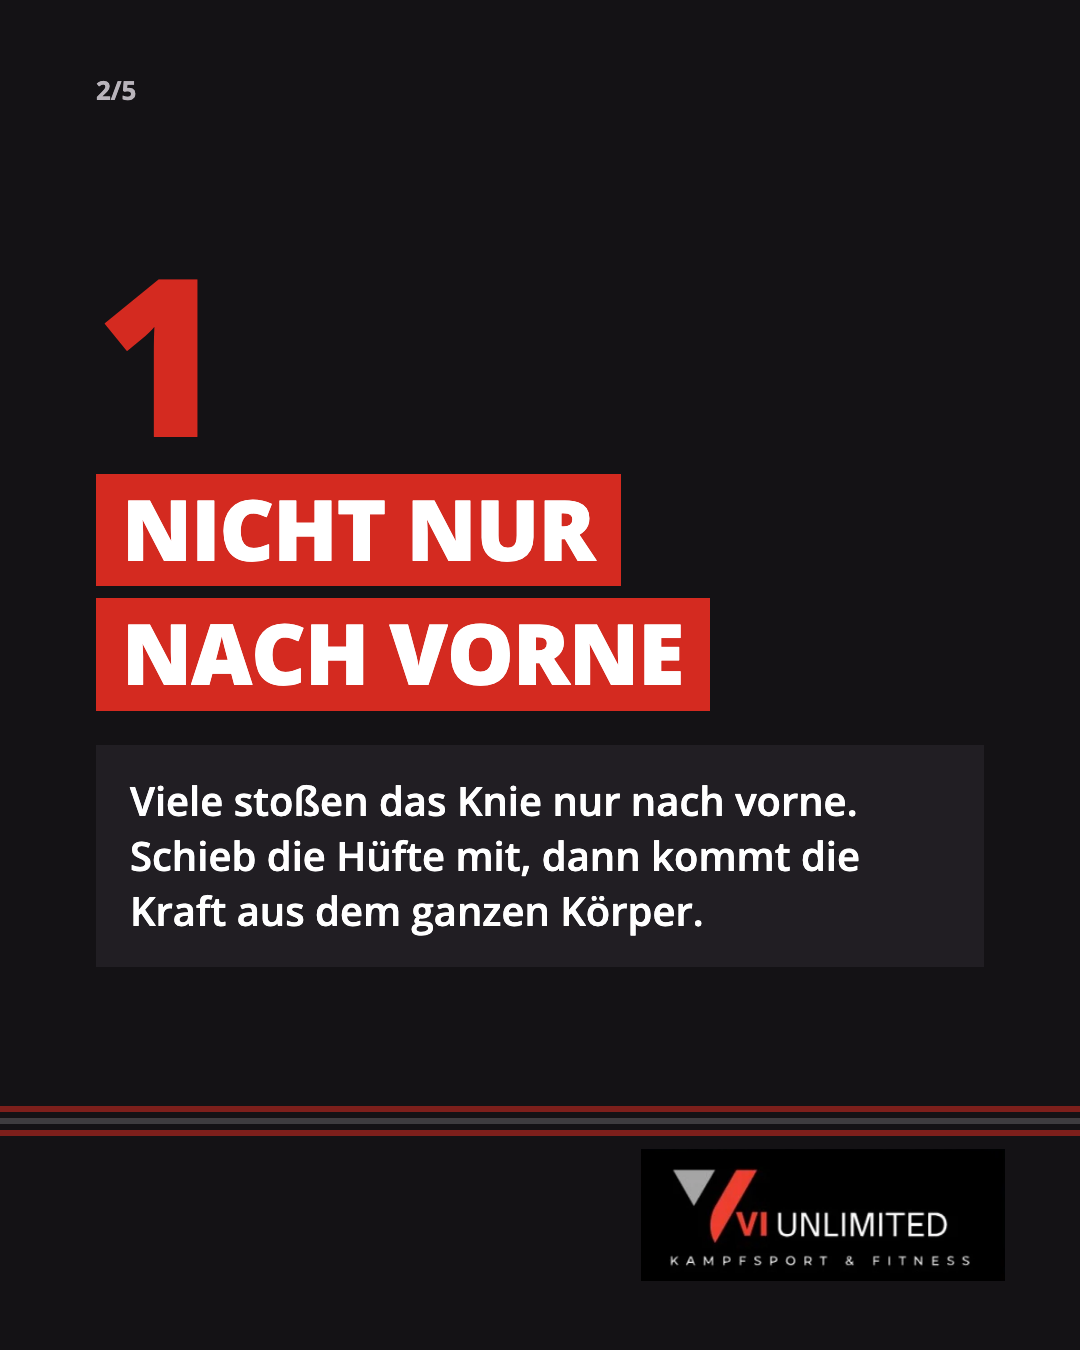 2/5
1
NICHT NUR
NACH VORNE
Viele stoßen das Knie nur nach vorne.
Schieb die Hüfte mit, dann kommt die
Kraft aus dem ganzen Körper.
VI UNLIMITED
KAMPFSPORT & FITNESS